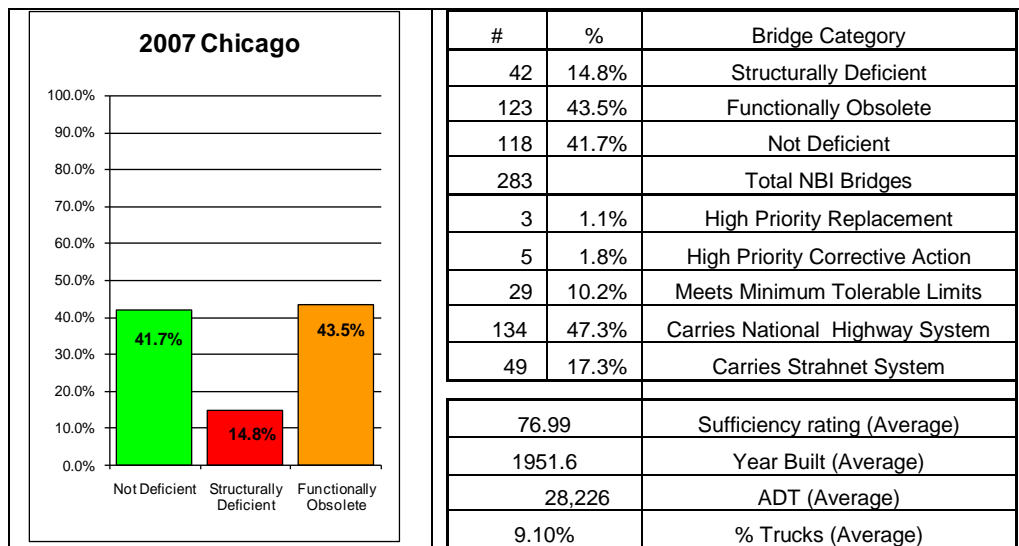 2007 Chicago
100.0%
90.0%
80.0%
70.0%
60.0%
50.0%
40.0%
30.0%
20.0%
10.0%
0.0%
41.7%
14.8%
43.5%
Not Deficient
Structurally
Deficient
Functionally
Obsolete
# % Bridge Category
42 14.8% Structurally Deficient
123 43.5% Functionally Obsolete
118 41.7% Not Deficient
283 Total NBI Bridges
3 1.1% High Priority Replacement
5 1.8% High Priority Corrective Action
29 10.2% Meets Minimum Tolerable Limits
134 47.3% Carries National Highway System
49 17.3% Carries Strahnet System
76.99 Sufficiency rating (Average)
1951.6 Year Built (Average)
28,226 ADT (Average)
9.10% % Trucks (Average)